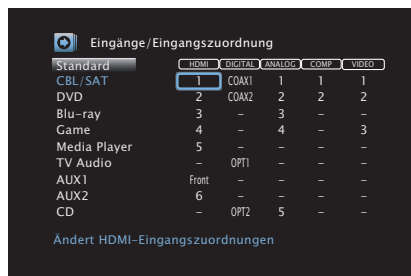 Eingänge/Eingangszuordnung
Standard HDMI DIGITAL ANALOG COMP VIDEO
CBL/SAT 1 COAX1 1 1 1
DVD 2 COAX2 2 2 2
Blu-ray 3 – 3 – –
Game 4 – 4 – 3
Media Player 5 – – – –
TV Audio – OPT1 – – –
AUX1 Front – – – –
AUX2 6 – – – –
CD – OPT2 5 – –
Ändert HDMI-Eingangszuordnungen